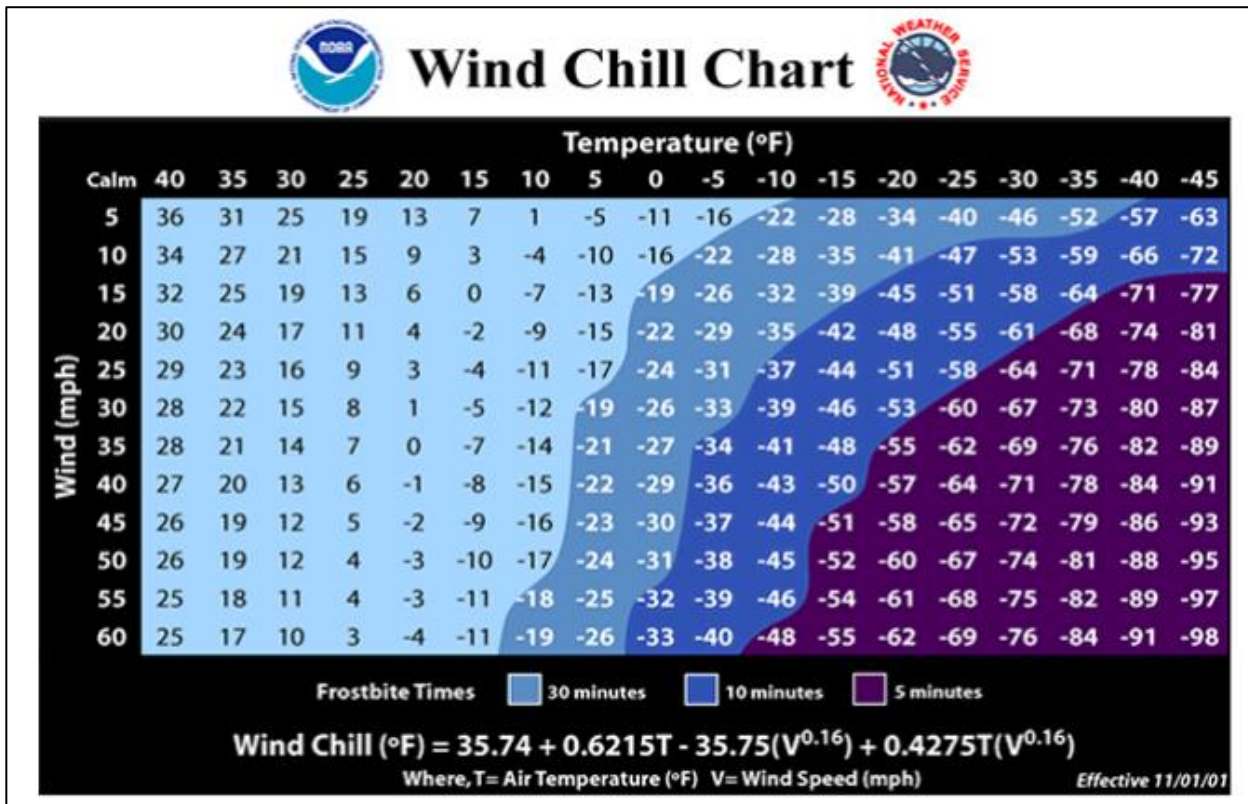 NOAA
Wind Chill Chart
NATIONAL WEATHER SERVICE
Temperature (°F)
Calm 40 35 30 25 20 15 10 5 0 -5 -10 -15 -20 -25 -30 -35 -40 -45
Wind (mph)
5 36 31 25 19 13 7 1 -5 -11 -16 -22 -28 -34 -40 -46 -52 -57 -63
10 34 27 21 15 9 3 -4 -10 -16 -22 -28 -35 -41 -47 -53 -59 -66 -72
15 32 25 19 13 6 0 -7 -13 -19 -26 -32 -39 -45 -51 -58 -64 -71 -77
20 30 24 17 11 4 -2 -9 -15 -22 -29 -35 -42 -48 -55 -61 -68 -74 -81
25 29 23 16 9 3 -4 -11 -17 -24 -31 -37 -44 -51 -58 -64 -71 -78 -84
30 28 22 15 8 1 -5 -12 -19 -26 -33 -39 -46 -53 -60 -67 -73 -80 -87
35 28 21 14 7 0 -7 -14 -21 -27 -34 -41 -48 -55 -62 -69 -76 -82 -89
40 27 20 13 6 -1 -8 -15 -22 -29 -36 -43 -50 -57 -64 -71 -78 -84 -91
45 26 19 12 5 -2 -9 -16 -23 -30 -37 -44 -51 -58 -65 -72 -79 -86 -93
50 26 19 12 4 -3 -10 -17 -24 -31 -38 -45 -52 -60 -67 -74 -81 -88 -95
55 25 18 11 4 -3 -11 -18 -25 -32 -39 -46 -54 -61 -68 -75 -82 -89 -97
60 25 17 10 3 -4 -11 -19 -26 -33 -40 -48 -55 -62 -69 -76 -84 -91 -98
Frostbite Times 30 minutes 10 minutes 5 minutes
Wind Chill (°F) = 35.74 + 0.6215T - 35.75(V^0.16) + 0.4275T(V^0.16)
Where, T= Air Temperature (°F) V= Wind Speed (mph) Effective 11/01/01